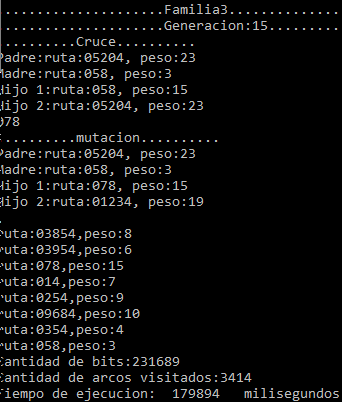 ....................Familia3................
....................Generacion:15...........
.........Cruce..........
Padre:ruta:05204, peso:23
Madre:ruta:058, peso:3
Hijo 1:ruta:058, peso:15
Hijo 2:ruta:05204, peso:23
078
.........mutacion..........
Padre:ruta:05204, peso:23
Madre:ruta:058, peso:3
Hijo 1:ruta:078, peso:15
Hijo 2:ruta:01234, peso:19
.
ruta:03854,peso:8
ruta:03954,peso:6
ruta:078,peso:15
ruta:014,peso:7
ruta:0254,peso:9
ruta:09684,peso:10
ruta:0354,peso:4
ruta:058,peso:3
Cantidad de bits:231689
Cantidad de arcos visitados:3414
Tiempo de ejecucion:  179894   milisegundos